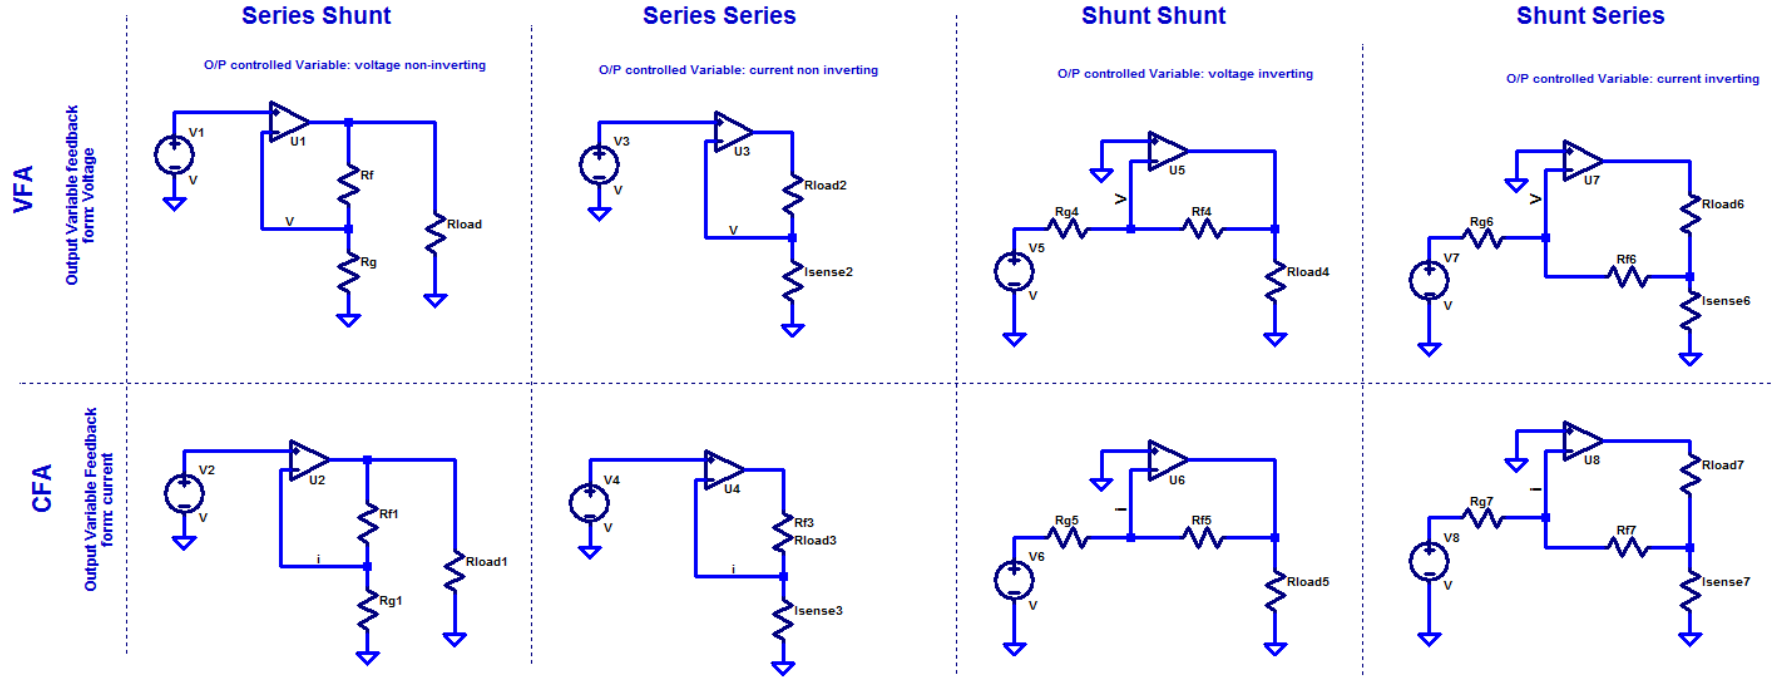 Series Shunt
Series Series
Shunt Shunt
Shunt Series
O/P controlled Variable: voltage non-inverting
O/P controlled Variable: current non inverting
O/P controlled Variable: voltage inverting
O/P controlled Variable: current inverting
VFA
Output Variable feedback
form: Voltage
V1
V
U1
Rf
V
Rg
Rload
V3
V
U3
Rload2
V
Isense2
V5
V
Rg4
V
U5
Rf4
Rload4
V7
V
Rg6
V
U7
Rload6
Rf6
Isense6
CFA
Output Variable Feedback
form: current
V2
V
U2
Rf1
i
Rg1
Rload1
V4
V
U4
Rf3
Rload3
i
Isense3
V6
V
Rg5
i
U6
Rf5
Rload5
V8
V
Rg7
i
U8
Rload7
Rf7
Isense7